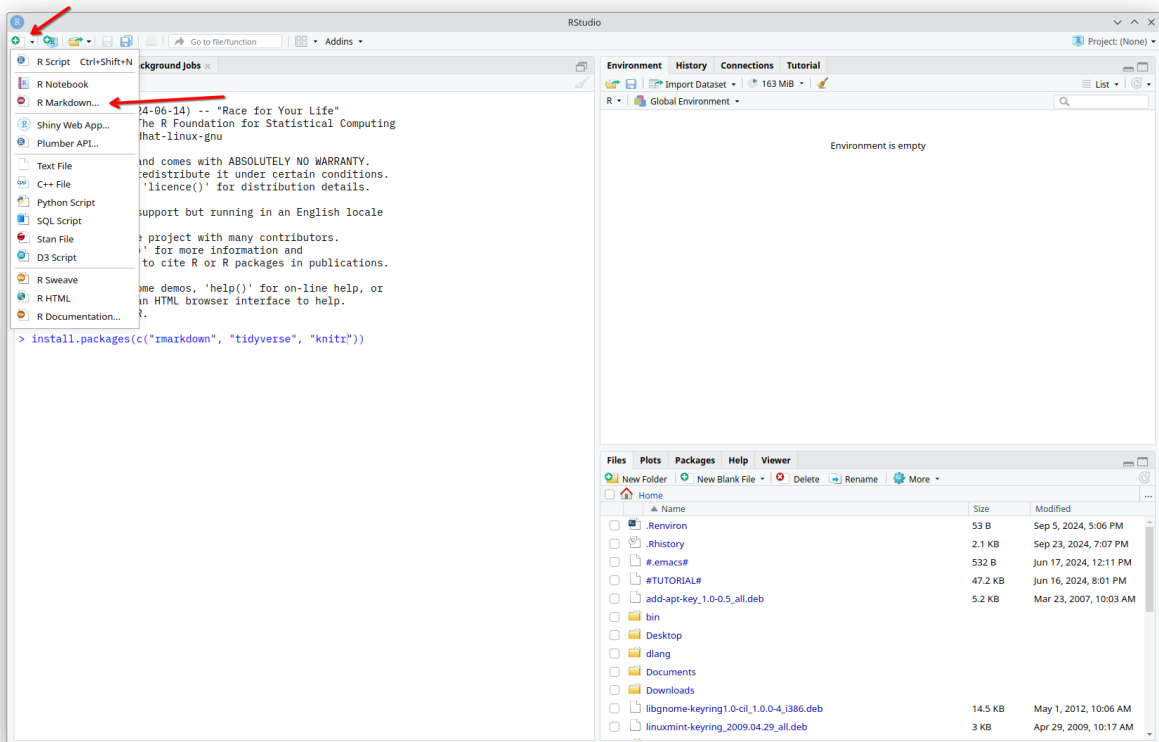 RStudio
Go to file/function
Addins
Project: (None)
R Script Ctrl+Shift+N
R Notebook
R Markdown...
Shiny Web App...
Plumber API...
Text File
C++ File
Python Script
SQL Script
Stan File
D3 Script
R Sweave
R HTML
R Documentation...
ckground Jobs
24-06-14) -- "Race for Your Life"
The R Foundation for Statistical Computing
dhat-linux-gnu
and comes with ABSOLUTELY NO WARRANTY.
redistribute it under certain conditions.
'licence()' for distribution details.
support but running in an English locale
e project with many contributors.
)' for more information and
to cite R or R packages in publications.
ome demos, 'help()' for on-line help, or
an HTML browser interface to help.
R.
> install.packages(c("rmarkdown", "tidyverse", "knitr"))
Environment History Connections Tutorial
Import Dataset 163 MiB List
R Global Environment
Environment is empty
Files Plots Packages Help Viewer
New Folder New Blank File Delete Rename More
Home ...
Name Size Modified
.Renviron 53 B Sep 5, 2024, 5:06 PM
.Rhistory 2.1 KB Sep 23, 2024, 7:07 PM
#.emacs# 532 B Jun 17, 2024, 12:11 PM
#TUTORIAL# 47.2 KB Jun 16, 2024, 8:01 PM
add-apt-key_1.0-0.5_all.deb 5.2 KB Mar 23, 2007, 10:03 AM
bin
Desktop
dlang
Documents
Downloads
libgnome-keyring1.0-cil_1.0.0-4_i386.deb 14.5 KB May 1, 2012, 10:06 AM
linuxmint-keyring_2009.04.29_all.deb 3 KB Apr 29, 2009, 10:17 AM